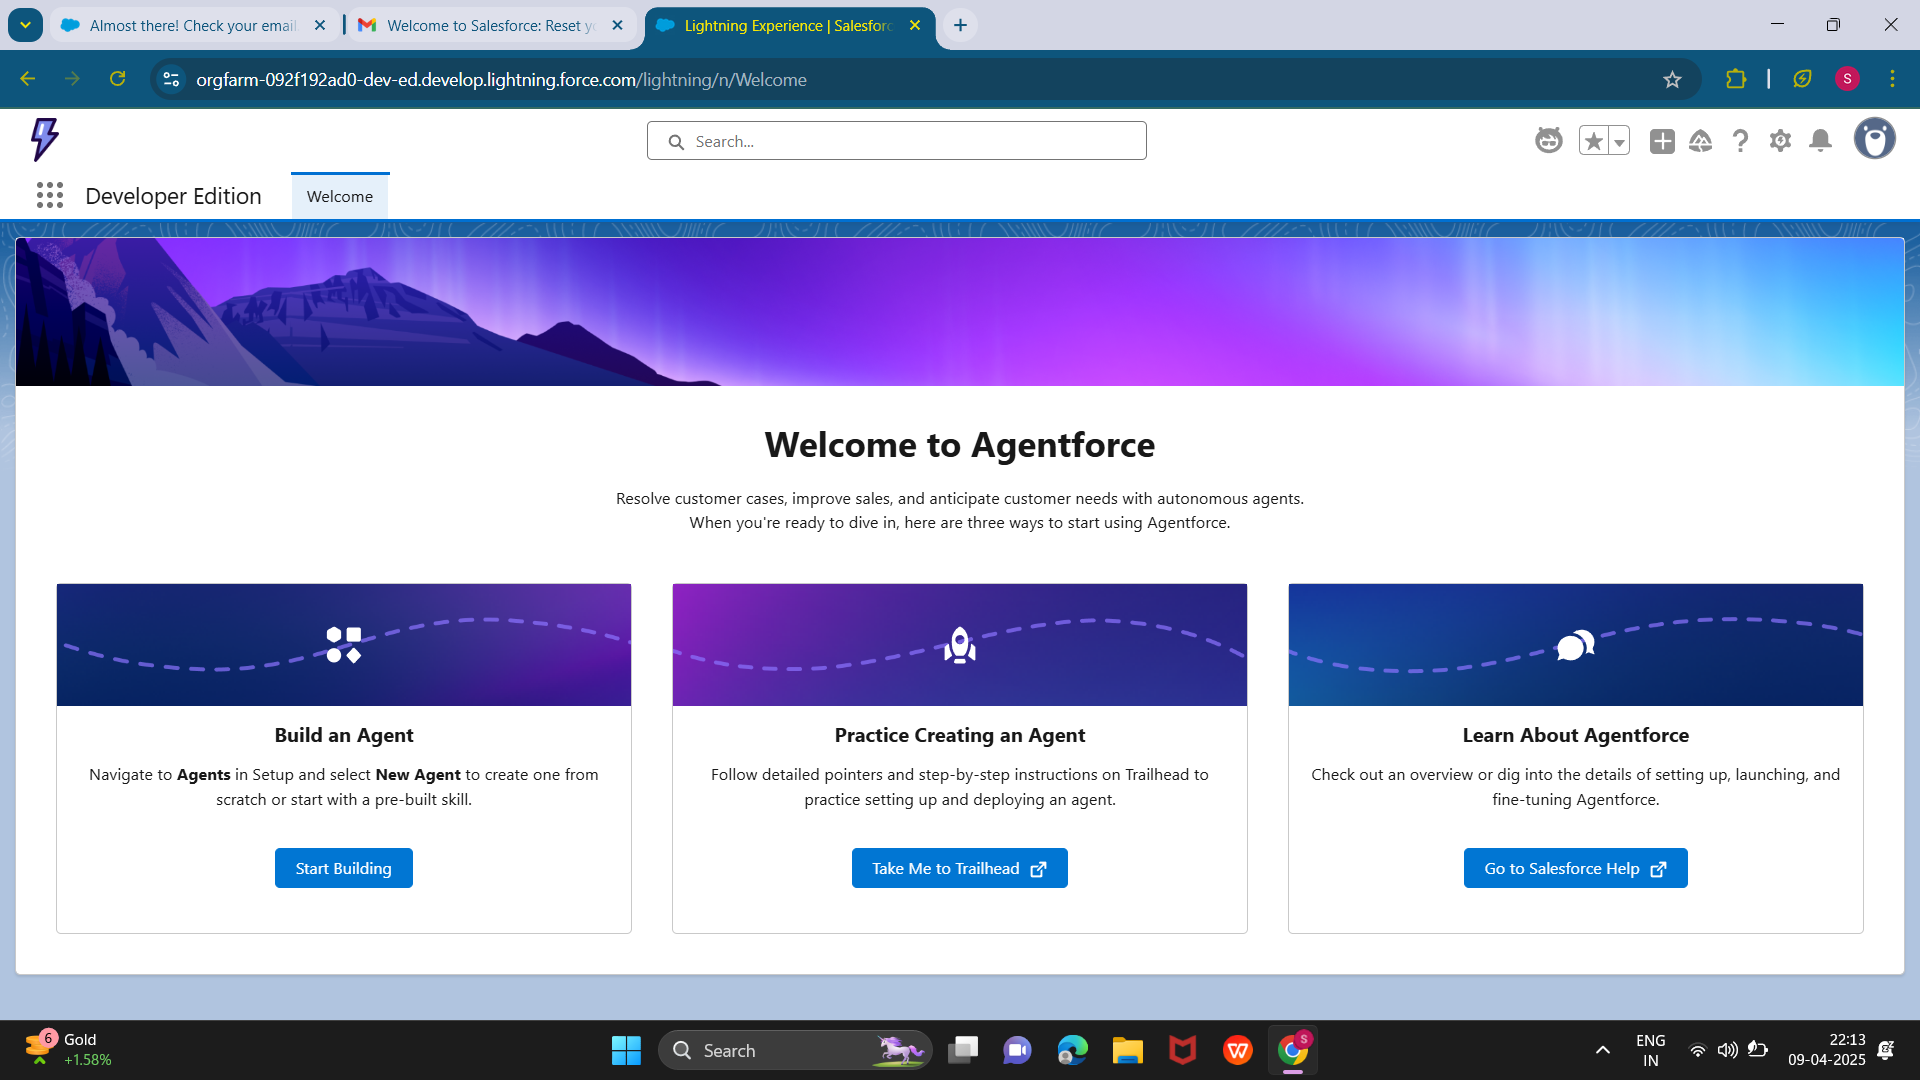 Almost there! Check your email
Welcome to Salesforce: Reset yo
Lightning Experience | Salesforc
orgfarm-092f192ad0-dev-ed.develop.lightning.force.com/lightning/n/Welcome
S
Search...
Developer Edition
Welcome
Welcome to Agentforce
Resolve customer cases, improve sales, and anticipate customer needs with autonomous agents.
When you're ready to dive in, here are three ways to start using Agentforce.
Build an Agent
Navigate to Agents in Setup and select New Agent to create one from
scratch or start with a pre-built skill.
Start Building
Practice Creating an Agent
Follow detailed pointers and step-by-step instructions on Trailhead to
practice setting up and deploying an agent.
Take Me to Trailhead
Learn About Agentforce
Check out an overview or dig into the details of setting up, launching, and
fine-tuning Agentforce.
Go to Salesforce Help
6
Gold
+1.58%
Search
S
ENG
IN
22:13
09-04-2025